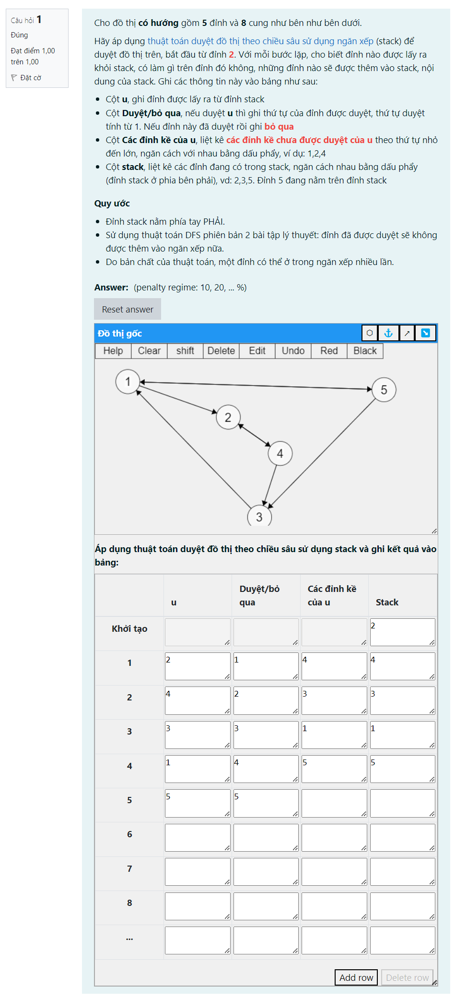 Câu hỏi 1
Đúng
Đạt điểm 1,00
trên 1,00
Đặt cờ
Cho đồ thị có hướng gồm 5 đỉnh và 8 cung như bên như bên dưới.
Hãy áp dụng thuật toán duyệt đồ thị theo chiều sâu sử dụng ngăn xếp (stack) để
duyệt đồ thị trên, bắt đầu từ đỉnh 2. Với mỗi bước lặp, cho biết đỉnh nào được lấy ra
khỏi stack, có làm gì trên đỉnh đó không, những đỉnh nào sẽ được thêm vào stack, nội
dung của stack. Ghi các thông tin này vào bảng như sau:
• Cột u, ghi đỉnh được lấy ra từ đỉnh stack
• Cột Duyệt/bỏ qua, nếu duyệt u thì ghi thứ tự của đỉnh được duyệt, thứ tự duyệt
tính từ 1. Nếu đỉnh này đã duyệt rồi ghi bỏ qua
• Cột Các đỉnh kề của u, liệt kê các đỉnh kề chưa được duyệt của u theo thứ tự nhỏ
đến lớn, ngăn cách với nhau bằng dấu phẩy, ví dụ: 1,2,4
• Cột stack, liệt kê các đỉnh đang có trong stack, ngăn cách nhau bằng dấu phẩy
(đỉnh stack ở phia bên phải), vd: 2,3,5. Đỉnh 5 đang nằm trên đỉnh stack
Quy ước
• Đỉnh stack nằm phía tay PHẢI.
• Sử dụng thuật toán DFS phiên bản 2 bài tập lý thuyết: đỉnh đã được duyệt sẽ không
được thêm vào ngăn xếp nữa.
• Do bản chất của thuật toán, một đỉnh có thể ở trong ngăn xếp nhiều lần.
Answer: (penalty regime: 10, 20, ... %)
Reset answer
Đồ thị gốc
Help Clear shift Delete Edit Undo Red Black
1
5
2
4
3
Áp dụng thuật toán duyệt đồ thị theo chiều sâu sử dụng stack và ghi kết quả vào
bảng:
u Duyệt/bỏ qua Các đỉnh kề của u Stack
Khởi tạo 2
1 2 1 4 4
2 4 2 3 3
3 3 3 1 1
4 1 4 5 5
5 5 5
6
7
8
...
Add row Delete row